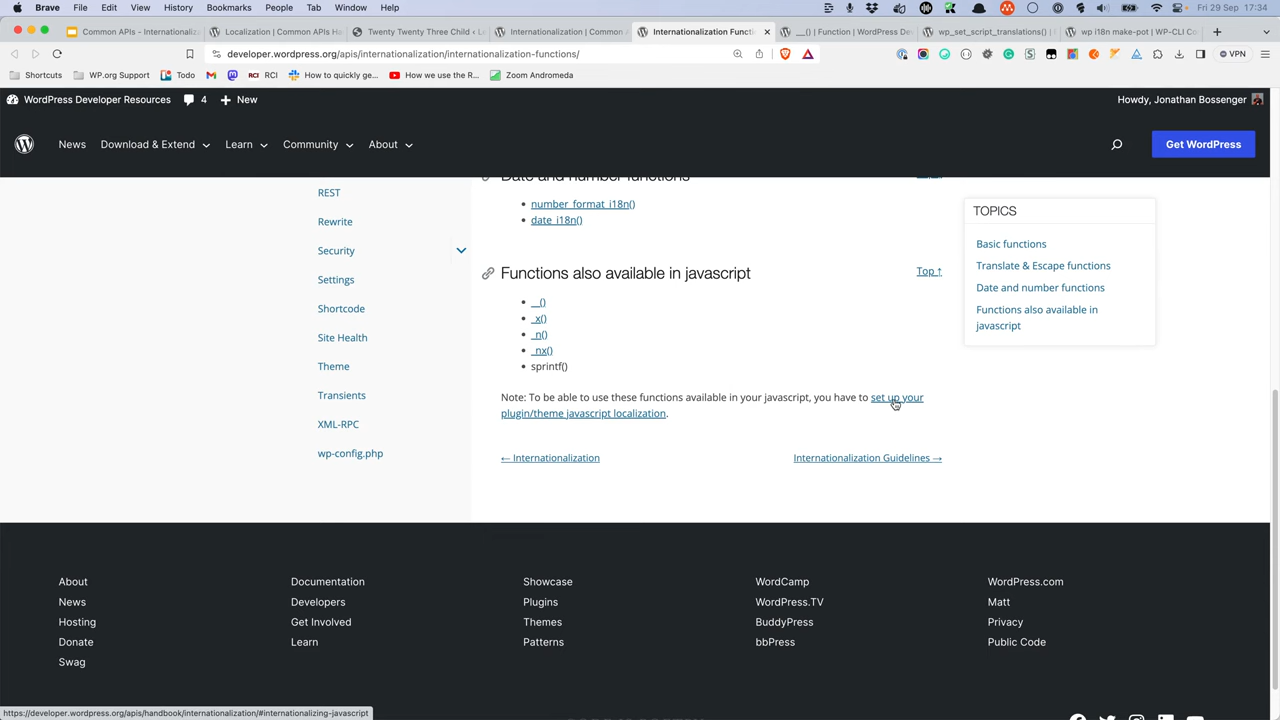 Brave File Edit View History Bookmarks People Tab Window Help Fri 29 Sep 17:34
Common APIs - Internationaliz Localization | Common APIs Ha Twenty Twenty Three Child < Lo Internationalization | Common A Internationalization Functi __() | Function | WordPress Dev wp_set_script_translations() | wp i18n make-pot | WP-CLI Co
developer.wordpress.org/apis/internationalization/internationalization-functions/ VPN
Shortcuts WP.org Support Todo RCI How to quickly ge... How we use the R... Zoom Andromeda
WordPress Developer Resources 4 New Howdy, Jonathan Bossenger
News Download & Extend Learn Community About Get WordPress
Date and number functions
REST
Rewrite
Security
Settings
Shortcode
Site Health
Theme
Transients
XML-RPC
wp-config.php
number_format_i18n()
date_i18n()
Functions also available in javascript Top ↑
__()
_x()
_n()
_nx()
sprintf()
Note: To be able to use these functions available in your javascript, you have to set up your
plugin/theme javascript localization.
← Internationalization Internationalization Guidelines →
TOPICS
Basic functions
Translate & Escape functions
Date and number functions
Functions also available in
javascript
About
News
Hosting
Donate
Swag
Documentation
Developers
Get Involved
Learn
Showcase
Plugins
Themes
Patterns
WordCamp
WordPress.TV
BuddyPress
bbPress
WordPress.com
Matt
Privacy
Public Code
https://developer.wordpress.org/apis/handbook/internationalization/#internationalizing-javascript